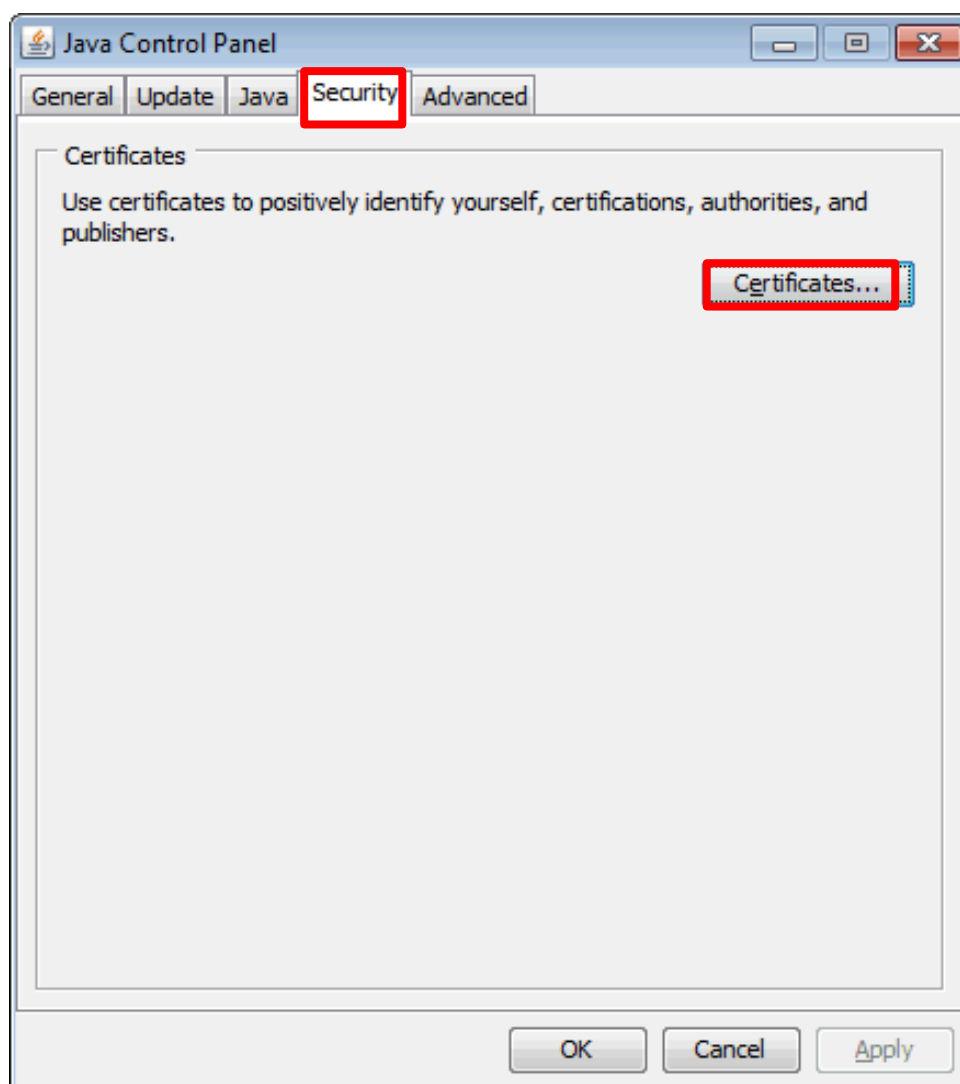 Java Control Panel
General Update Java Security Advanced
Certificates
Use certificates to positively identify yourself, certifications, authorities, and
publishers.
Certificates...
OK Cancel Apply